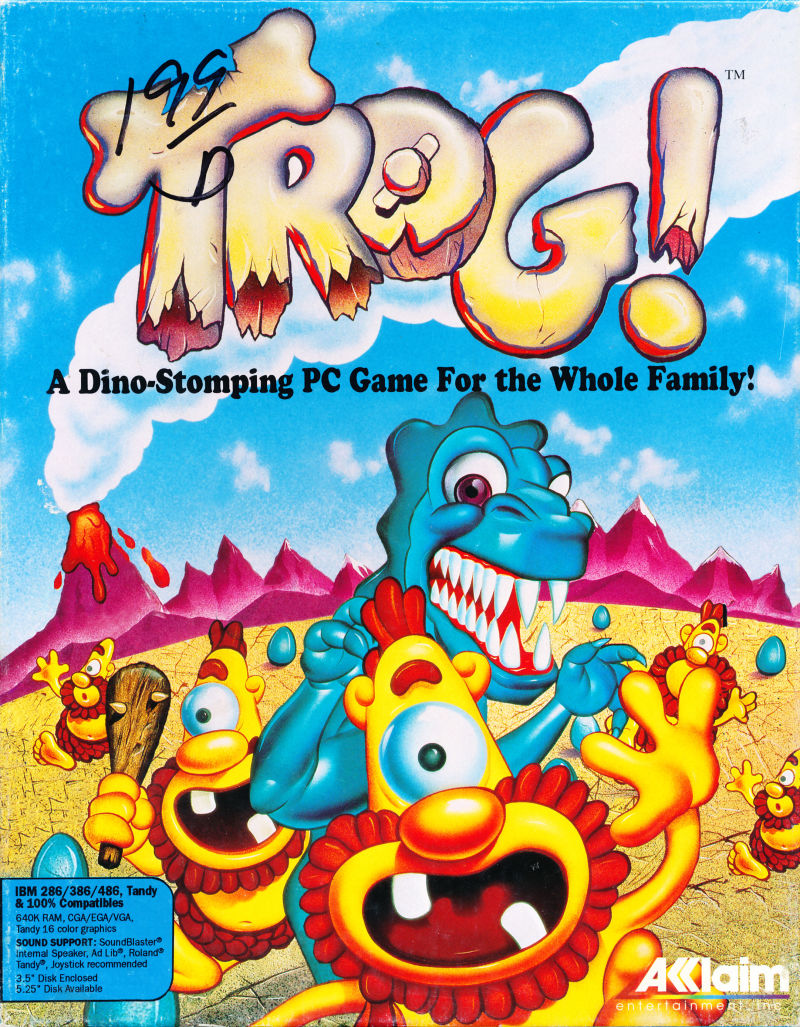 199
D
TROG!
TM
A Dino-Stomping PC Game For the Whole Family!
IBM 286/386/486, Tandy
& 100% Compatibles
640K RAM, CGA/EGA/VGA,
Tandy 16 color graphics
SOUND SUPPORT: SoundBlaster®
Internal Speaker, Ad Lib®, Roland®
Tandy®, Joystick recommended
3.5" Disk Enclosed
5.25" Disk Available
AKKlaim
entertainment, inc.